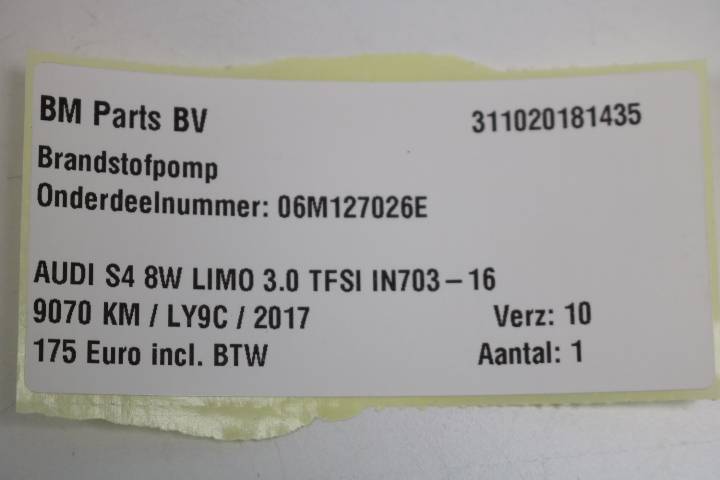 BM Parts BV 311020181435
Brandstofpomp
Onderdeelnummer: 06M127026E
AUDI S4 8W LIMO 3.0 TFSI IN703-16
9070 KM / LY9C / 2017 Verz: 10
175 Euro incl. BTW Aantal: 1